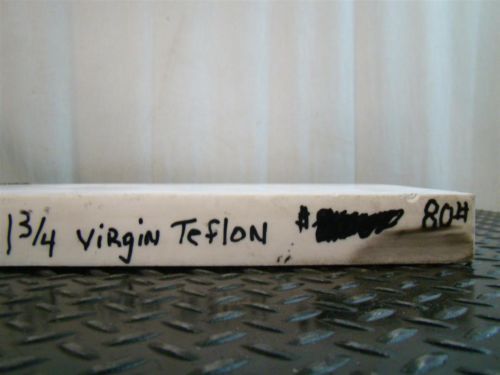 1 3/4 VIRGIN TEFLON # 80#